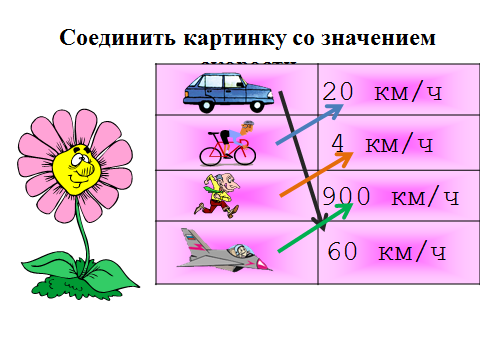 Соединить картинку со значением
20 км/ч
4 км/ч
900 км/ч
60 км/ч